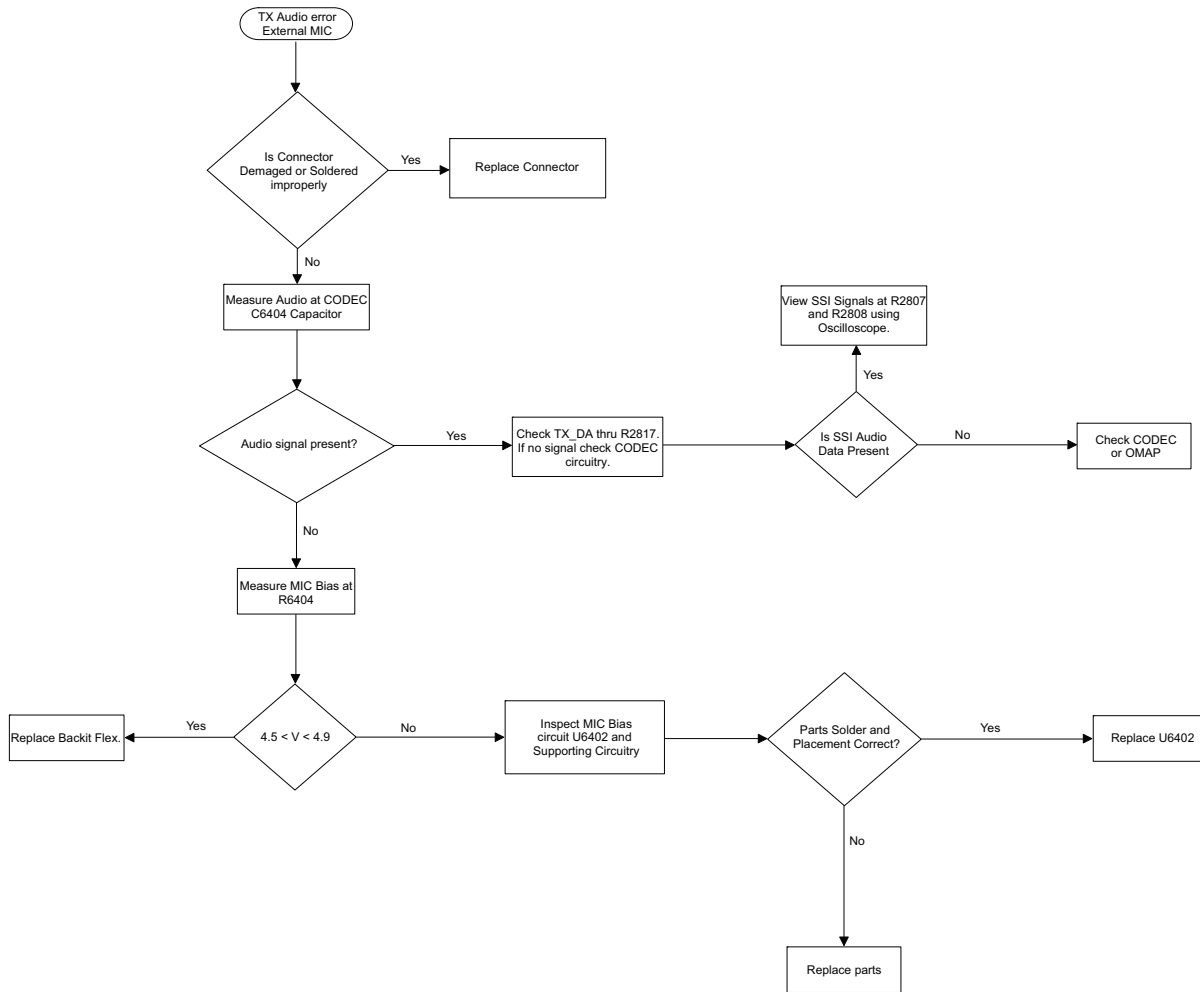 TX Audio error
External MIC
Is Connector
Demaged or Soldered
improperly
Yes
Replace Connector
No
Measure Audio at CODEC
C6404 Capacitor
View SSI Signals at R2807
and R2808 using
Oscilloscope.
Yes
Audio signal present?
Yes
Check TX_DA thru R2817.
If no signal check CODEC
circuitry.
Is SSI Audio
Data Present
No
Check CODEC
or OMAP
No
Measure MIC Bias at
R6404
Replace Backit Flex.
Yes
4.5 < V < 4.9
No
Inspect MIC Bias
circuit U6402 and
Supporting Circuitry
Parts Solder and
Placement Correct?
Yes
Replace U6402
No
Replace parts